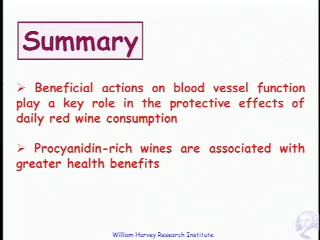 Summary
➢ Beneficial actions on blood vessel function
play a key role in the protective effects of
daily red wine consumption
➢ Procyanidin-rich wines are associated with
greater health benefits
William Harvey Research Institute